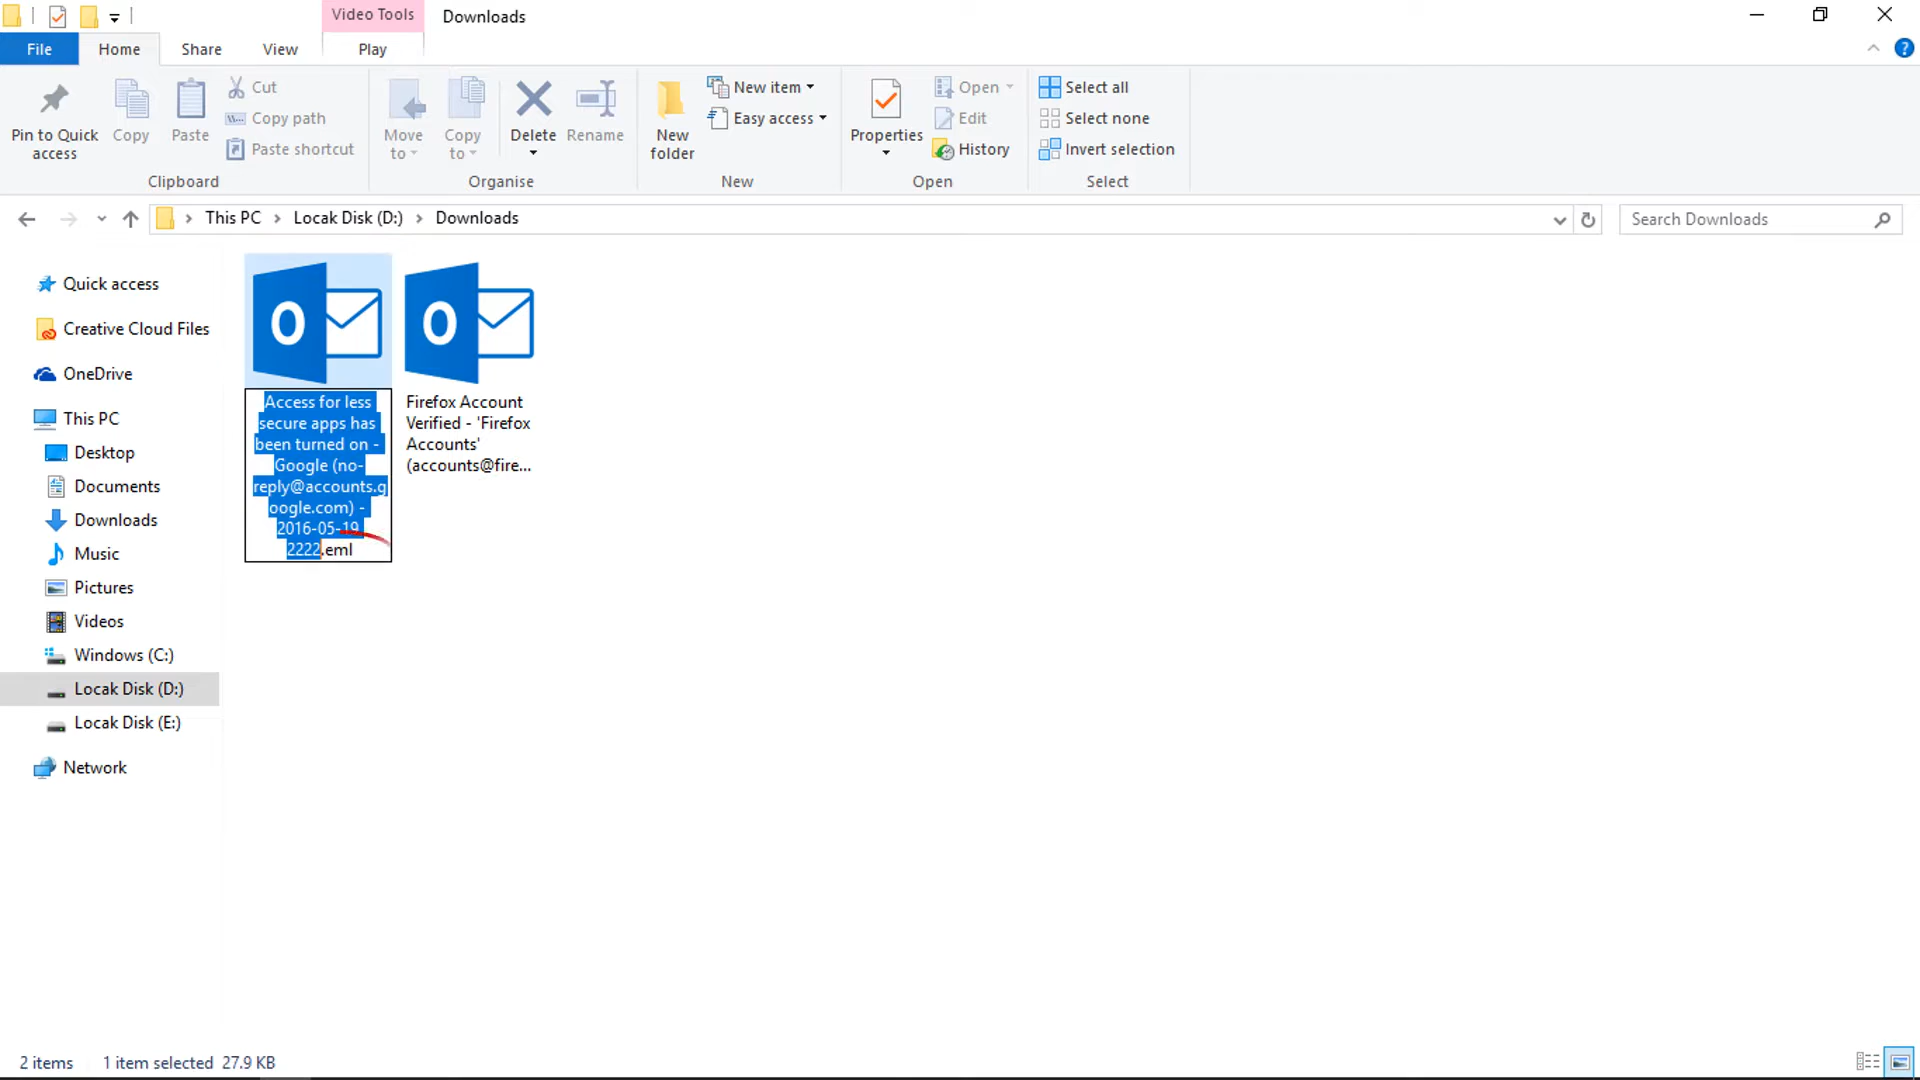 Video Tools
Downloads
File
Home
Share
View
Play
Pin to Quick access
Copy
Paste
Cut
Copy path
Paste shortcut
Clipboard
Move to
Copy to
Delete
Rename
Organise
New folder
New item
Easy access
New
Properties
Open
Edit
History
Open
Select all
Select none
Invert selection
Select
This PC > Locak Disk (D:) > Downloads
Search Downloads
Quick access
Creative Cloud Files
OneDrive
This PC
Desktop
Documents
Downloads
Music
Pictures
Videos
Windows (C:)
Locak Disk (D:)
Locak Disk (E:)
Network
Access for less
secure apps has
been turned on -
Google (no-
reply@accounts.g
oogle.com) -
2016-05-19
2222.eml
Firefox Account
Verified - 'Firefox
Accounts'
(accounts@fire...
2 items
1 item selected 27.9 KB